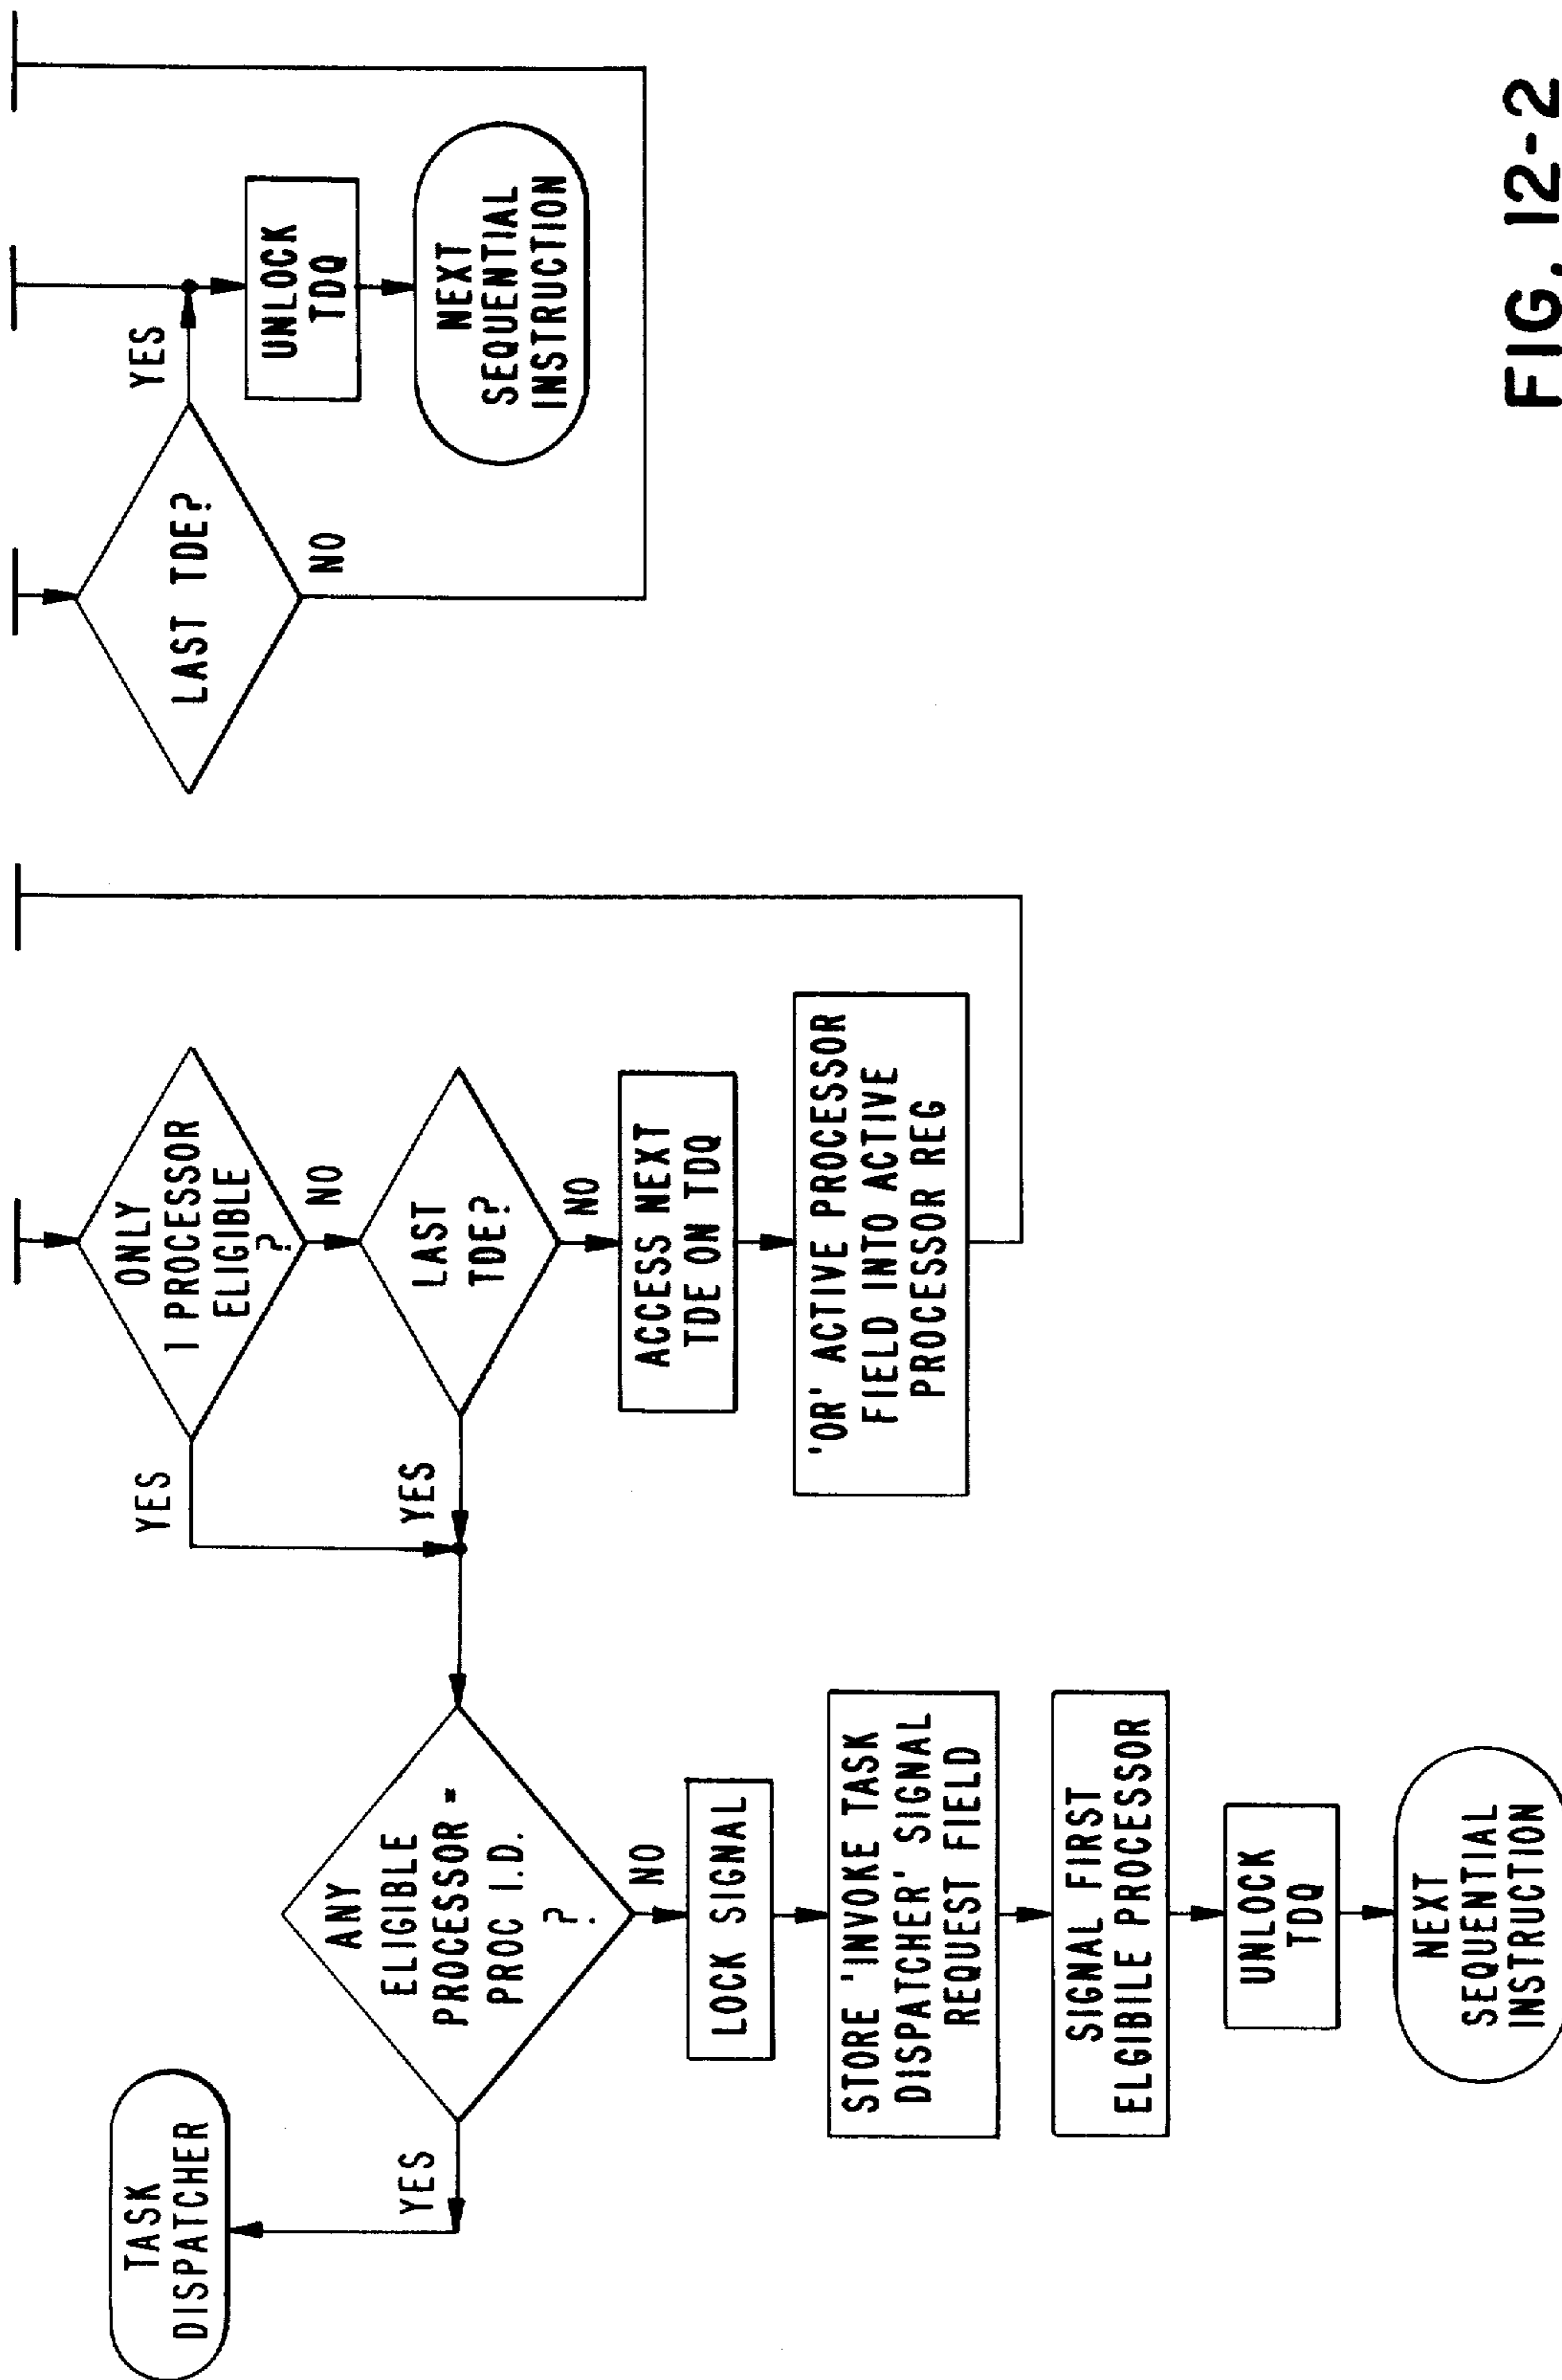 TASK
DISPATCHER
YES
ANY
ELIGIBLE
PROCESSOR =
PROC I.D.
?
NO
LOCK SIGNAL
STORE 'INVOKE TASK
DISPATCHER' SIGNAL
REQUEST FIELD
SIGNAL FIRST
ELGIBILE PROCESSOR
UNLOCK
TDQ
NEXT
SEQUENTIAL
INSTRUCTION
YES
ONLY
1 PROCESSOR
ELIGIBLE
?
NO
YES
LAST
TDE?
NO
ACCESS NEXT
TDE ON TDQ
'OR' ACTIVE PROCESSOR
FIELD INTO ACTIVE
PROCESSOR REG
LAST TDE?
YES
NO
UNLOCK
TDQ
NEXT
SEQUENTIAL
INSTRUCTION
FIG. 12-2